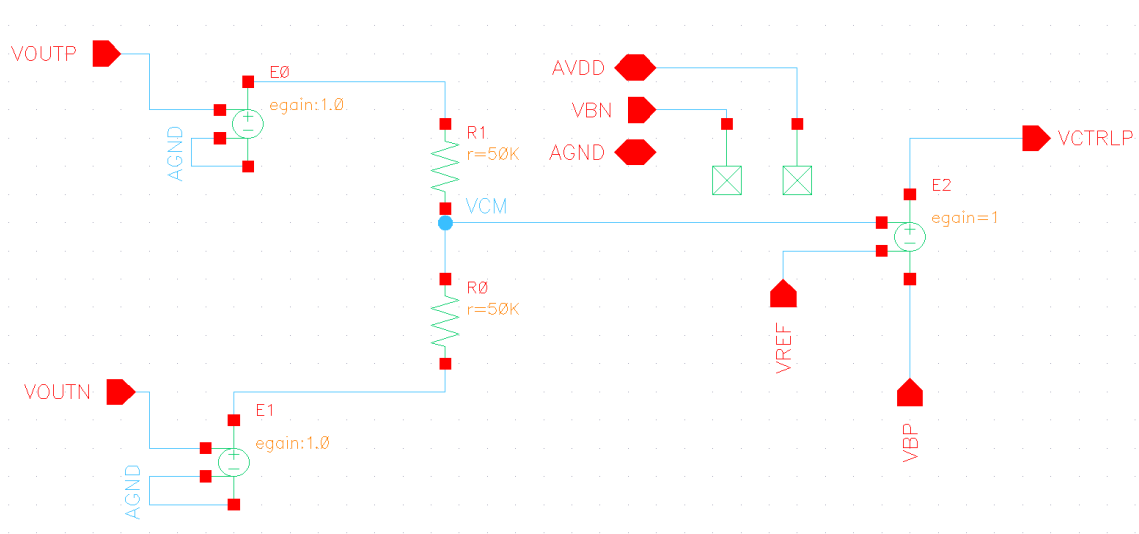 VOUTP
E0
egain:1.0
AGND
R1
r=50K
VCM
AVDD
VBN
AGND
VCTRLP
E2
egain=1
R0
r=50K
VREF
VBP
VOUTN
E1
egain:1.0
AGND